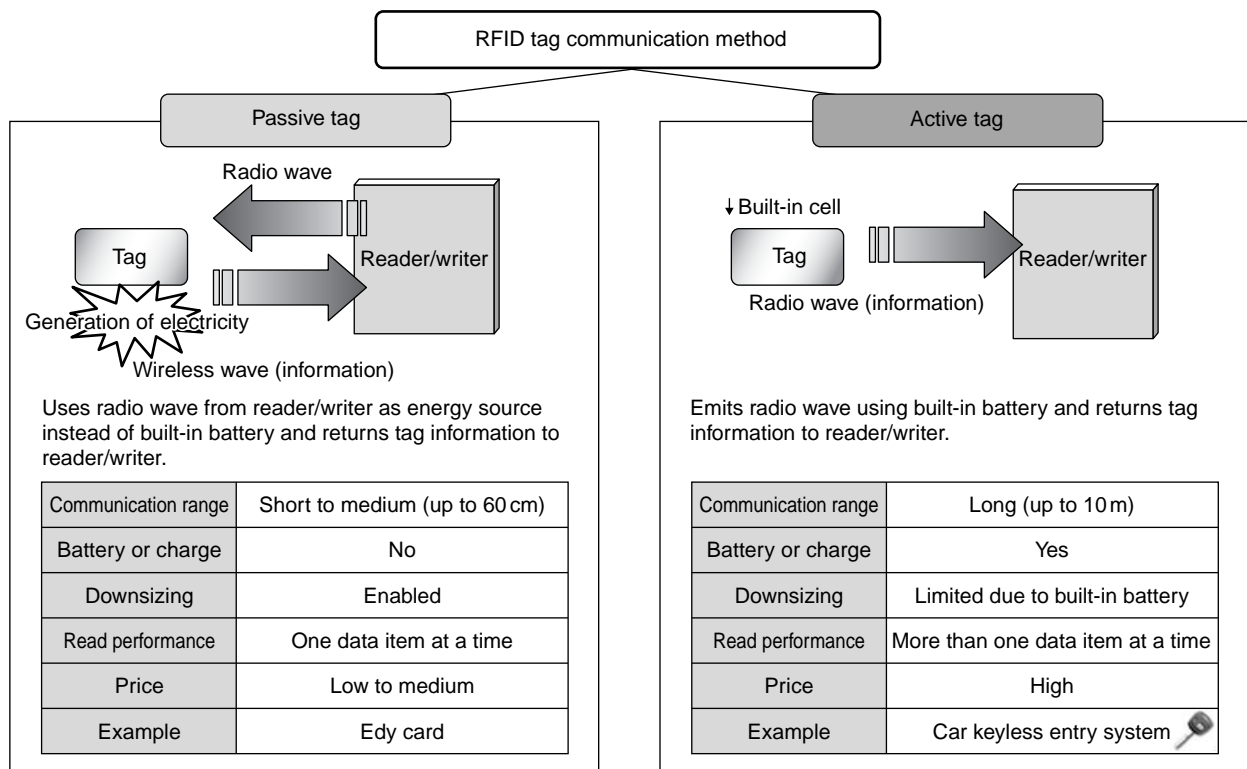 RFID tag communication method
Passive tag
Radio wave
Tag
Reader/writer
Generation of electricity
Wireless wave (information)
Uses radio wave from reader/writer as energy source
instead of built-in battery and returns tag information to
reader/writer.
Communication range Short to medium (up to 60 cm)
Battery or charge No
Downsizing Enabled
Read performance One data item at a time
Price Low to medium
Example Edy card
Active tag
↓Built-in cell
Tag
Reader/writer
Radio wave (information)
Emits radio wave using built-in battery and returns tag
information to reader/writer.
Communication range Long (up to 10 m)
Battery or charge Yes
Downsizing Limited due to built-in battery
Read performance More than one data item at a time
Price High
Example Car keyless entry system